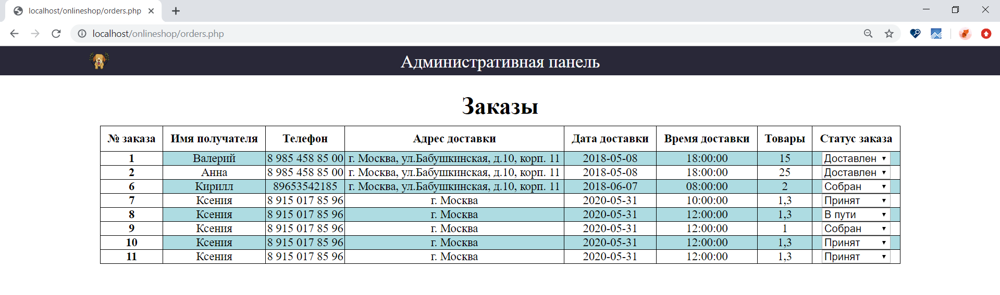 localhost/onlineshop/orders.php
localhost/onlineshop/orders.php
Административная панель
Заказы
№ заказа Имя получателя Телефон Адрес доставки Дата доставки Время доставки Товары Статус заказа
1 Валерий 8 985 458 85 00 г. Москва, ул.Бабушкинская, д.10, корп. 11 2018-05-08 18:00:00 15 Доставлен
2 Анна 8 985 458 85 00 г. Москва, ул.Бабушкинская, д.10, корп. 11 2018-05-08 18:00:00 25 Доставлен
6 Кирилл 89653542185 г. Москва, ул.Бабушкинская, д.10, корп. 11 2018-06-07 08:00:00 2 Собран
7 Ксения 8 915 017 85 96 г. Москва 2020-05-31 10:00:00 1,3 Принят
8 Ксения 8 915 017 85 96 г. Москва 2020-05-31 12:00:00 1,3 В пути
9 Ксения 8 915 017 85 96 г. Москва 2020-05-31 12:00:00 1 Собран
10 Ксения 8 915 017 85 96 г. Москва 2020-05-31 12:00:00 1,3 Принят
11 Ксения 8 915 017 85 96 г. Москва 2020-05-31 12:00:00 1,3 Принят